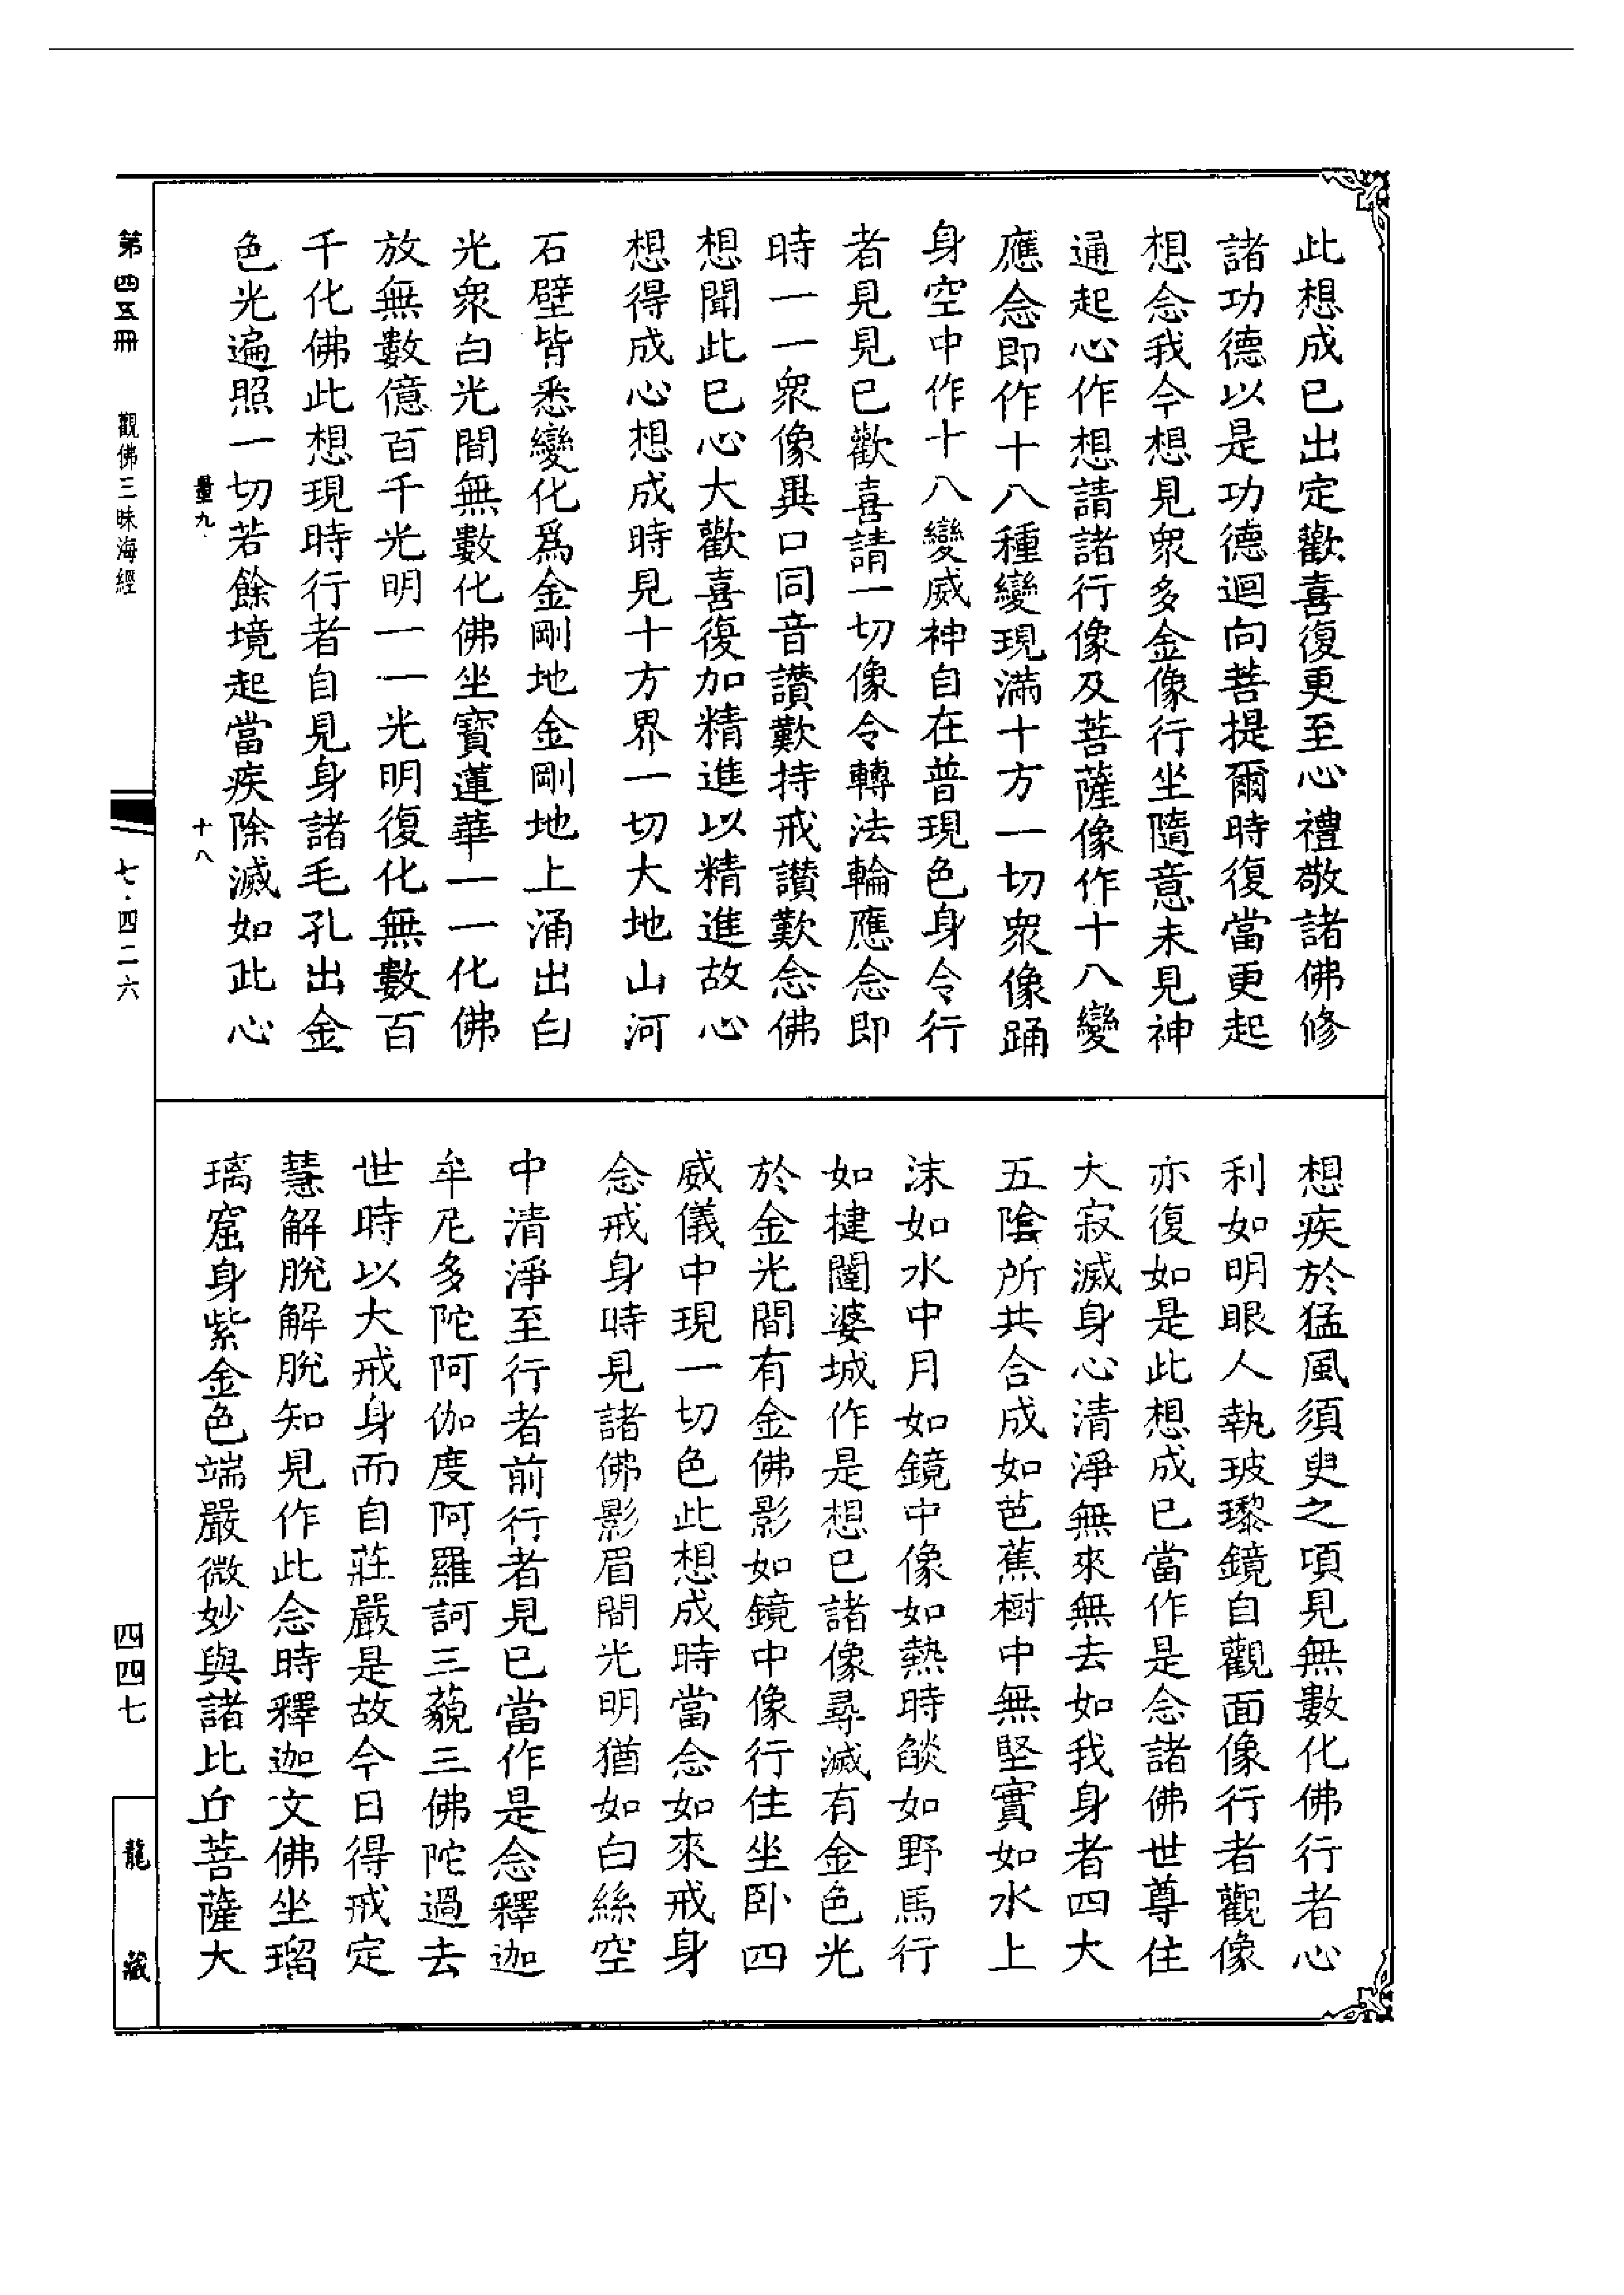 此想成已出定歡喜復更至心禮敬諸佛修
諸功德以是功德迴向菩提爾時復當更起
想念我今想見衆多金像行坐隨意未見神
通起心作想請諸行像及菩薩像作十八變
應念即作十八種變現滿十方一切衆像踊
身空中作十八變威神自在普現色身令行
者見見已歡喜請一切像令轉法輪應念即
時一一衆像異口同音讃歎持戒讃歎念佛
想聞此已心大歡喜復加精進以精進故心
想得成心想成時見十方界一切大地山河
石壁皆悉變化爲金剛地金剛地上涌出白
光衆白光間無數化佛坐寶蓮華一一化佛
放無數億百千光明一一光明復化無數百
千化佛此想現時行者自見身諸毛孔出金
色光遍照一切若餘境起當疾除滅如此心
量九
十八
想疾於猛風須臾之項見無數化佛行者心
利如明眼人執玻瓈鏡自觀面像行者觀像
亦復如是此想成已當作是念諸佛世尊住
大寂滅身心清淨無來無去如我身者四大
五陰所共合成如芭蕉樹中無堅實如水上
沫如水中月如鏡中像如熱時燄如野馬行
如揵闥婆城作是想已諸像尋滅有金色光
於金光間有金佛影如鏡中像行住坐卧四
威儀中現一切色此想成時當念如來戒身
念戒身時見諸佛影眉間光明猶如白絲空
中清淨至行者前行者見已當作是念釋迦
牟尼多陀阿伽度阿羅訶三藐三佛陀過去
世時以大戒身而自莊嚴是故今日得戒定
慧解脫解脫知見作此念時釋迦文佛坐瑠
璃窟身紫金色端嚴微妙與諸比丘菩薩大
第四五冊
觀佛三昧海經
七·四二六
四四七
龍藏